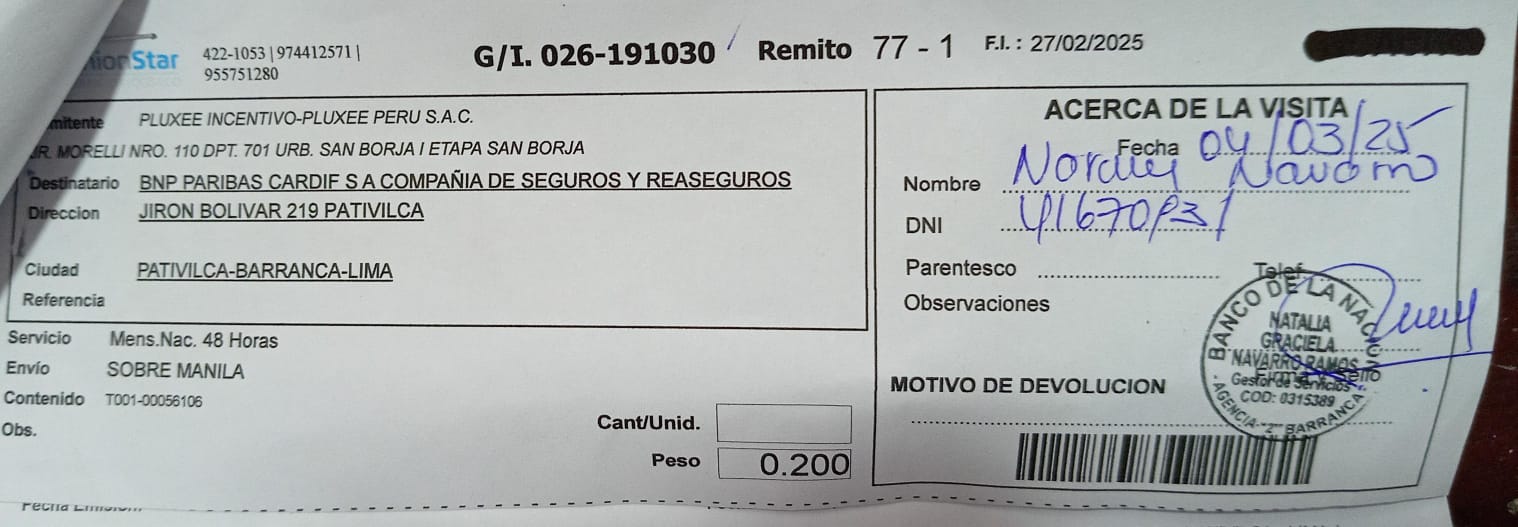 ionStar 422-1053 | 974412571 |
955751280
G/I. 026-191030 Remito 77 - 1 F.I. : 27/02/2025
mitente PLUXEE INCENTIVO-PLUXEE PERU S.A.C.
JR. MORELLI NRO. 110 DPT. 701 URB. SAN BORJA I ETAPA SAN BORJA
Destinatario BNP PARIBAS CARDIF S A COMPAÑIA DE SEGUROS Y REASEGUROS
Direccion JIRON BOLIVAR 219 PATIVILCA
Ciudad PATIVILCA-BARRANCA-LIMA
Referencia
Servicio Mens.Nac. 48 Horas
Envío SOBRE MANILA
Contenido T001-00056106
Obs.
Cant/Unid.
Peso 0.200
ACERCA DE LA VISITA
Fecha 04/03/25
Nombre Navarro
DNI
Parentesco Telef.
Observaciones
BANCO DE LA NACION
NATALIA
GRACIELA
NAVARRO RAMOS
Gestor de Servicios
COD: 0315389
AGENCIA "2" BARRANCA
MOTIVO DE DEVOLUCION